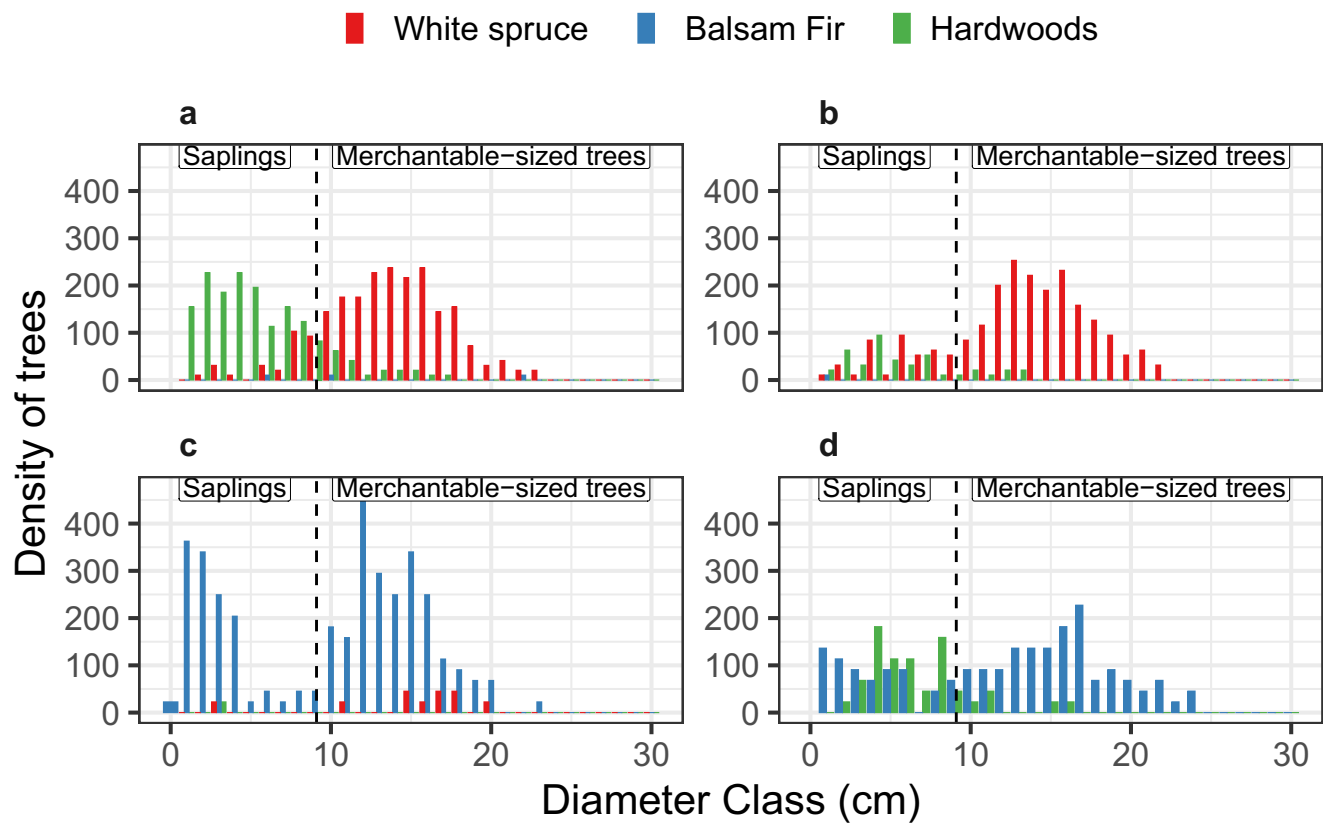 White spruce Balsam Fir Hardwoods
a b
Saplings Merchantable−sized trees Saplings Merchantable−sized trees
400 400
300 300
200 200
100 100
0 0
c d
Saplings Merchantable−sized trees Saplings Merchantable−sized trees
400 400
300 300
200 200
100 100
0 0
0 10 20 30 0 10 20 30
Density of trees
Diameter Class (cm)